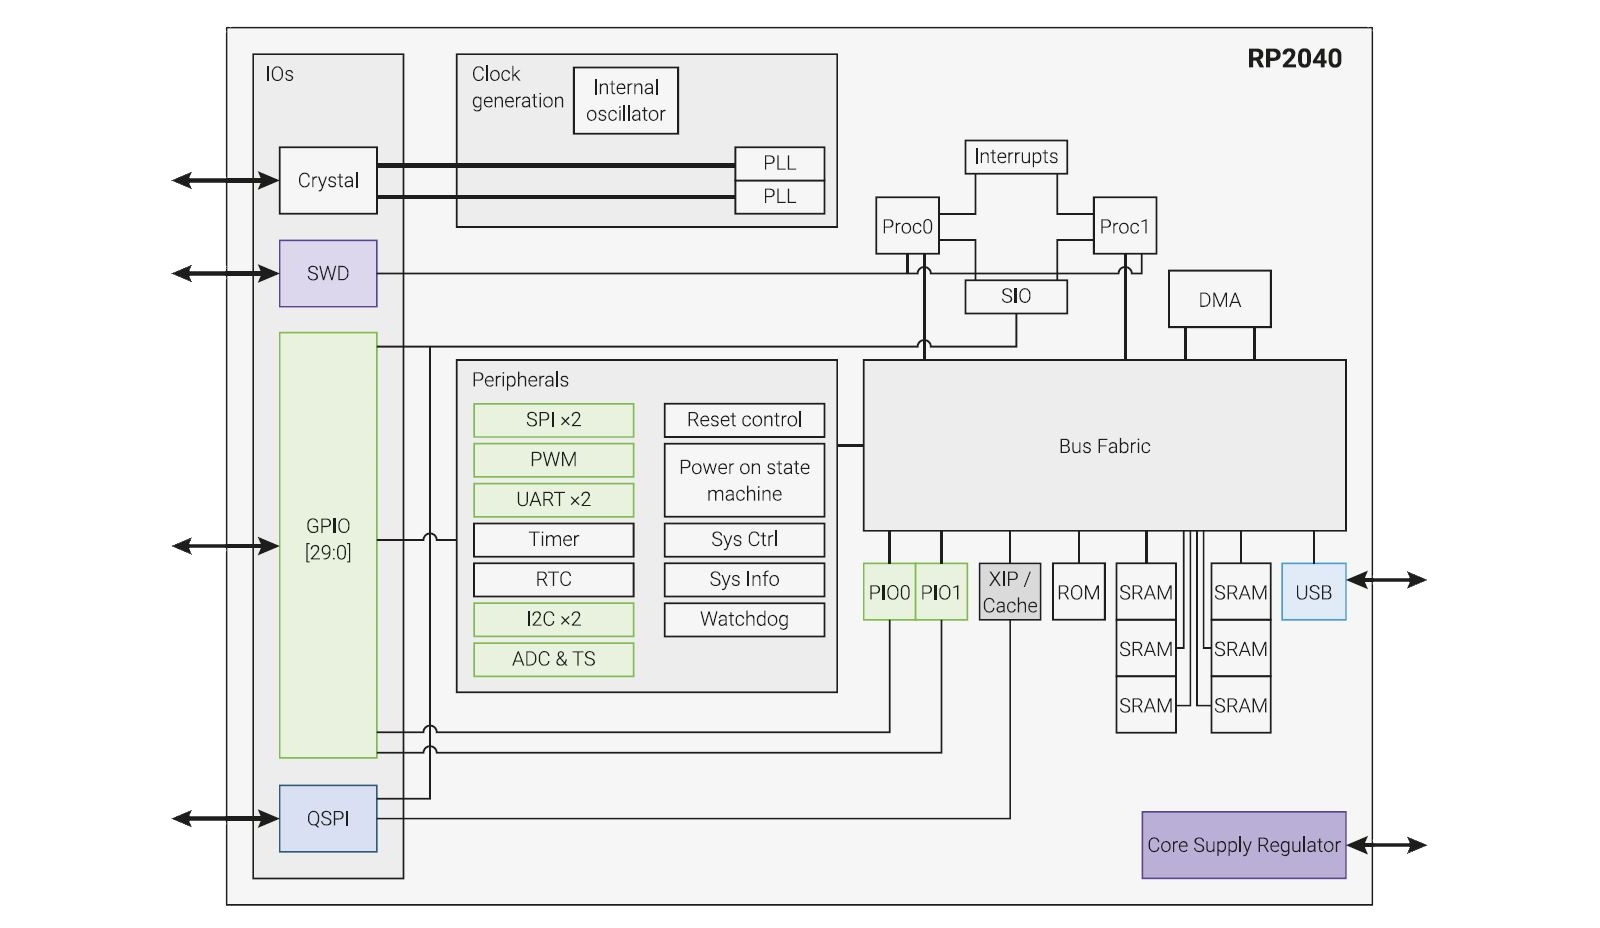 RP2040
IOs
Clock
generation
Internal
oscillator
Crystal
PLL
PLL
Interrupts
Proc0
Proc1
SWD
SIO
DMA
GPIO
[29:0]
Peripherals
SPI ×2
PWM
UART ×2
Timer
RTC
I2C ×2
ADC & TS
Reset control
Power on state
machine
Sys Ctrl
Sys Info
Watchdog
Bus Fabric
PIO0
PIO1
XIP /
Cache
ROM
SRAM
SRAM
SRAM
SRAM
SRAM
SRAM
USB
QSPI
Core Supply Regulator